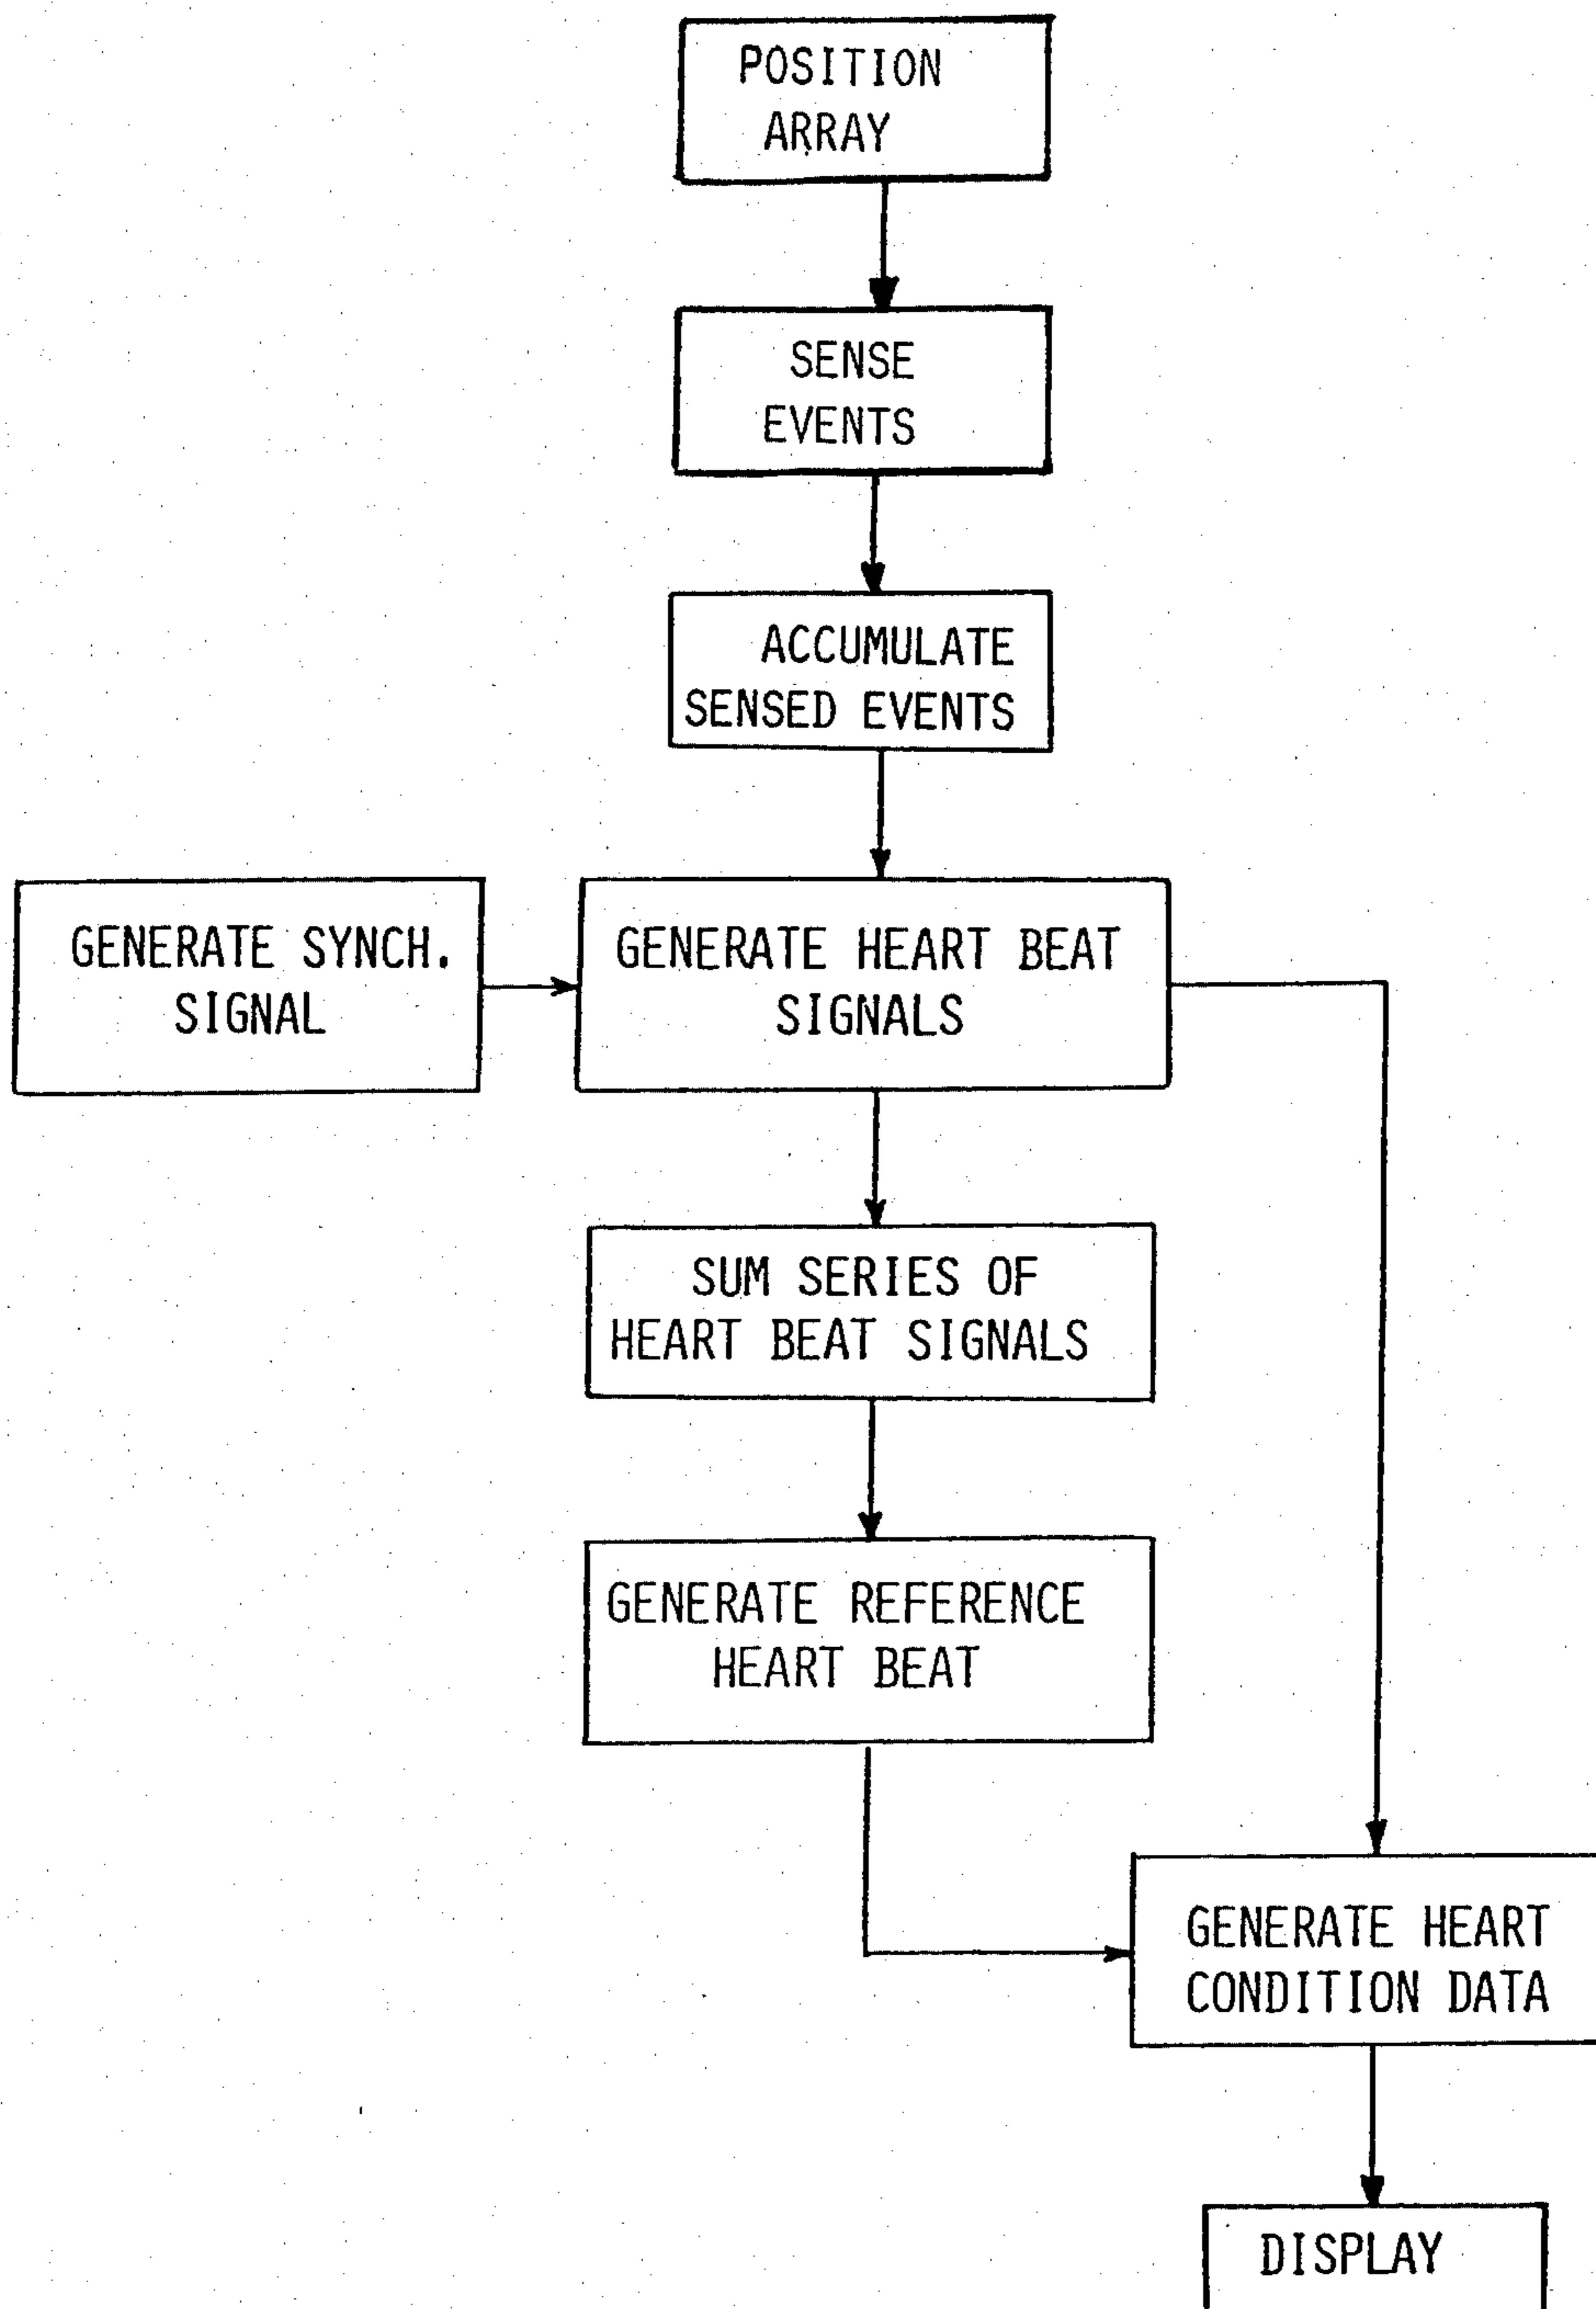 POSITION
ARRAY
SENSE
EVENTS
ACCUMULATE
SENSED EVENTS
GENERATE SYNCH.
SIGNAL
GENERATE HEART BEAT
SIGNALS
SUM SERIES OF
HEART BEAT SIGNALS
GENERATE REFERENCE
HEART BEAT
GENERATE HEART
CONDITION DATA
DISPLAY